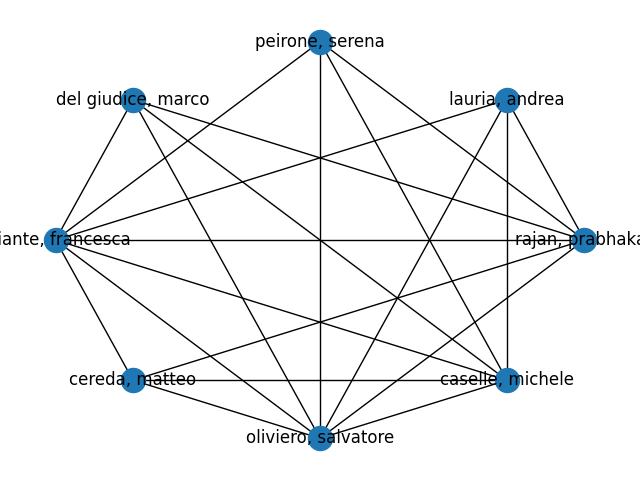 peirone, serena
del giudice, marco
lauria, andrea
iante, francesca
rajan, prabhaka
cereda, matteo
caselle, michele
oliviero, salvatore